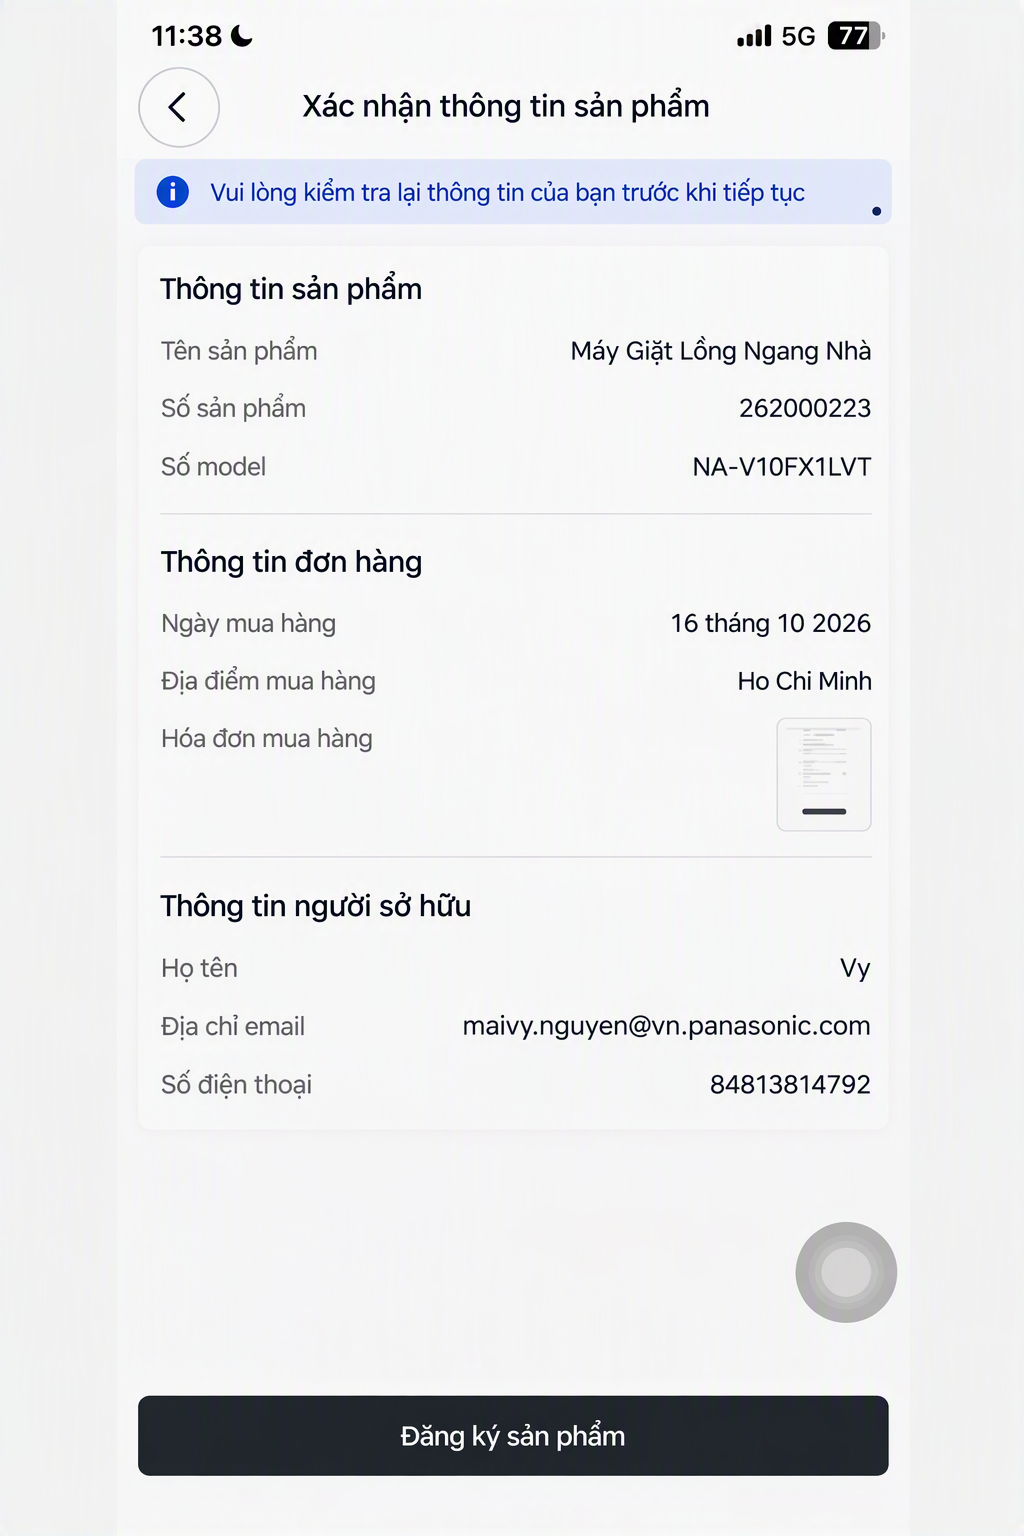 11:38
5G 77
Xác nhận thông tin sản phẩm
Vui lòng kiểm tra lại thông tin của bạn trước khi tiếp tục
Thông tin sản phẩm
Tên sản phẩm Máy Giặt Lồng Ngang Nhà
Số sản phẩm 262000223
Số model NA-V10FX1LVT
Thông tin đơn hàng
Ngày mua hàng 16 tháng 10 2026
Địa điểm mua hàng Ho Chi Minh
Hóa đơn mua hàng
Thông tin người sở hữu
Họ tên Vy
Địa chỉ email maivy.nguyen@vn.panasonic.com
Số điện thoại 84813814792
Đăng ký sản phẩm